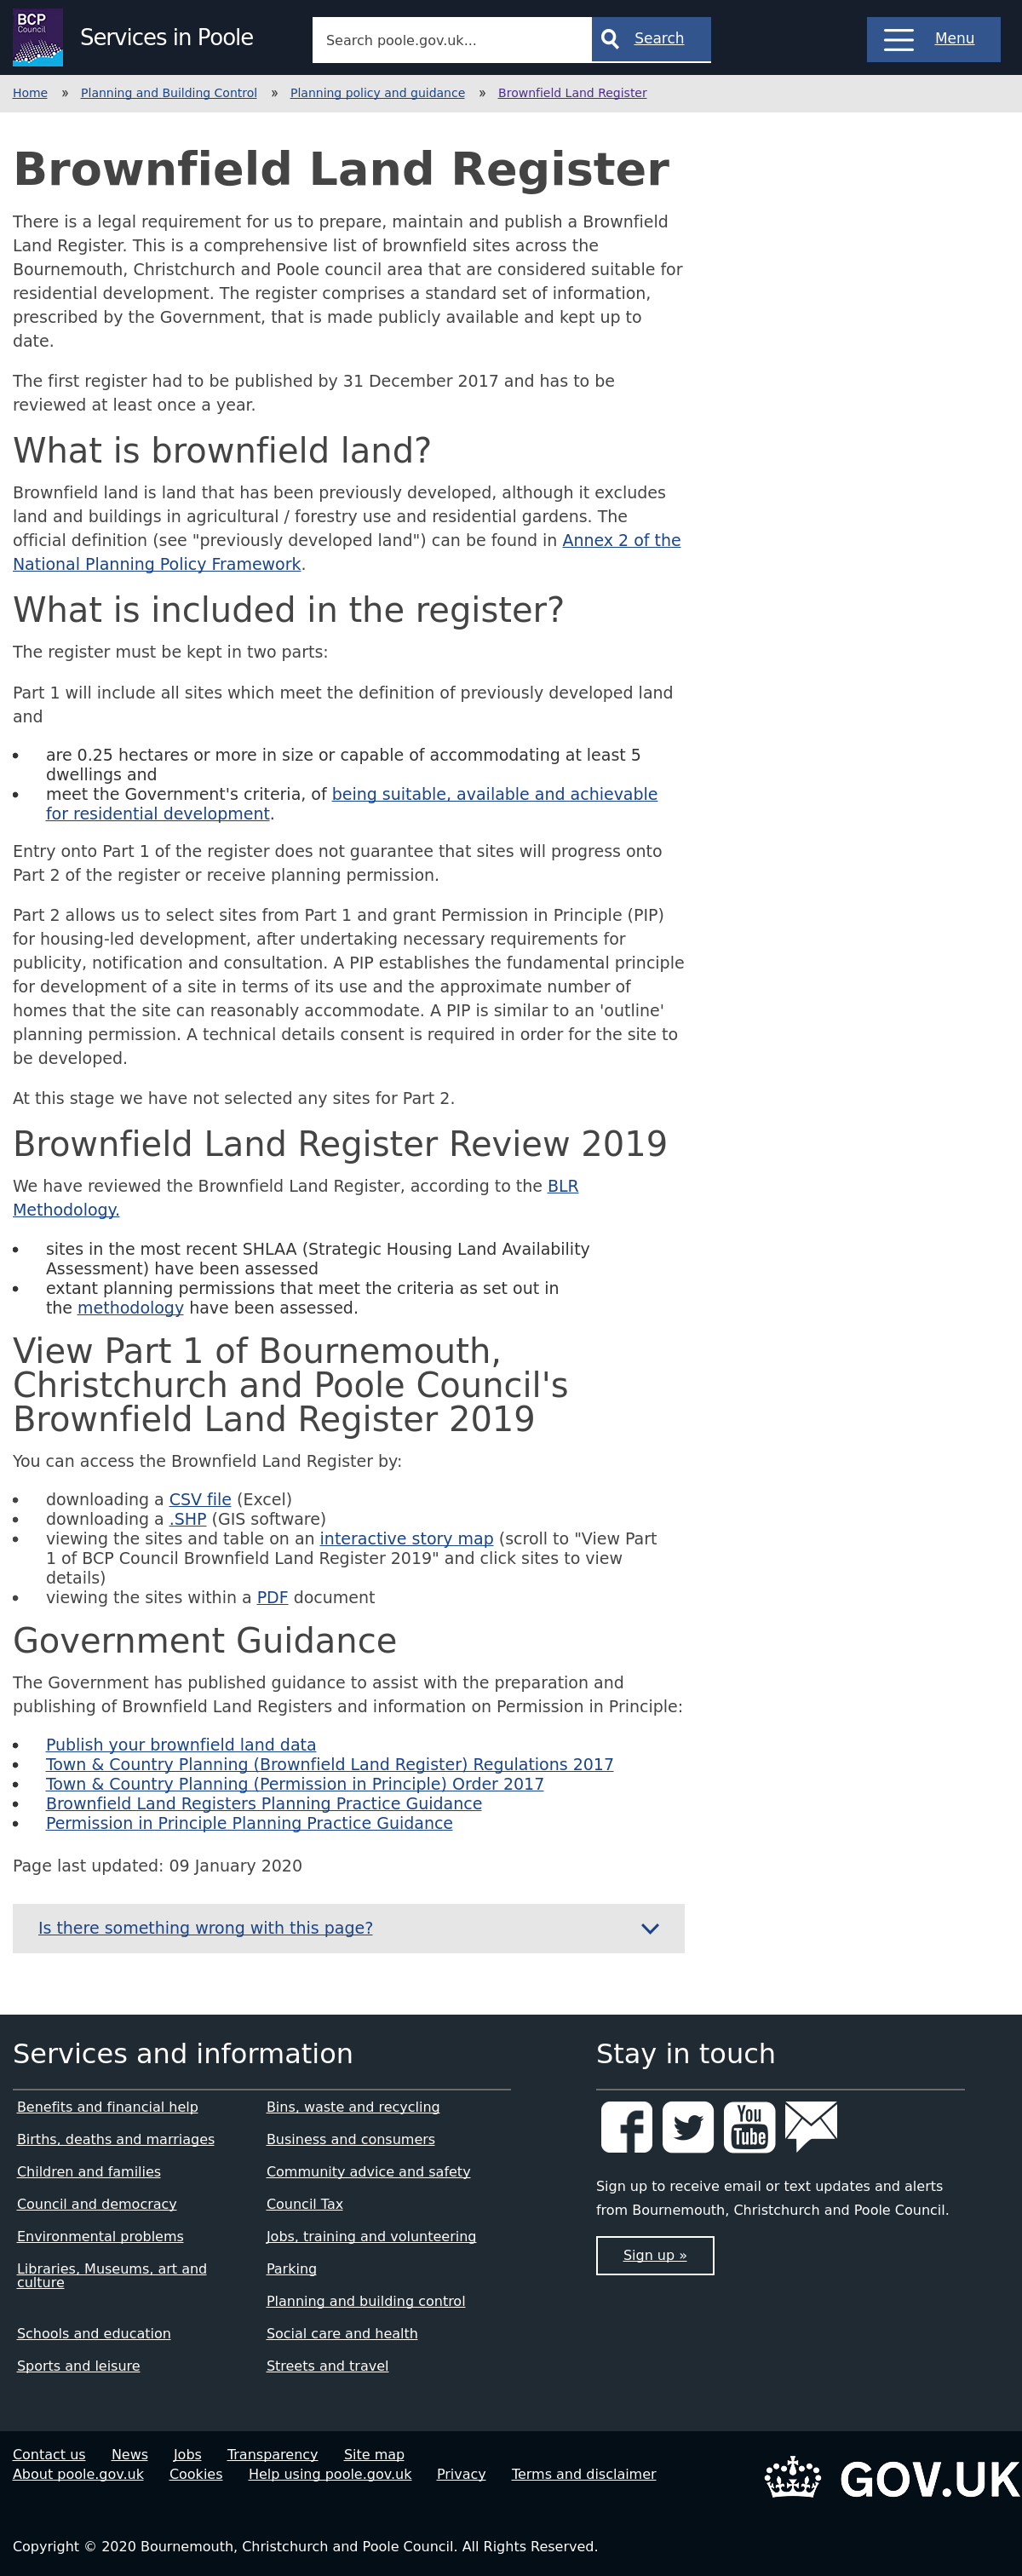 BCP
Council
Services in Poole
Search poole.gov.uk...
Search
Menu
Home » Planning and Building Control » Planning policy and guidance » Brownfield Land Register
Brownfield Land Register
There is a legal requirement for us to prepare, maintain and publish a Brownfield
Land Register. This is a comprehensive list of brownfield sites across the
Bournemouth, Christchurch and Poole council area that are considered suitable for
residential development. The register comprises a standard set of information,
prescribed by the Government, that is made publicly available and kept up to
date.
The first register had to be published by 31 December 2017 and has to be
reviewed at least once a year.
What is brownfield land?
Brownfield land is land that has been previously developed, although it excludes
land and buildings in agricultural / forestry use and residential gardens. The
official definition (see "previously developed land") can be found in Annex 2 of the
National Planning Policy Framework.
What is included in the register?
The register must be kept in two parts:
Part 1 will include all sites which meet the definition of previously developed land
and
• are 0.25 hectares or more in size or capable of accommodating at least 5
dwellings and
• meet the Government's criteria, of being suitable, available and achievable
for residential development.
Entry onto Part 1 of the register does not guarantee that sites will progress onto
Part 2 of the register or receive planning permission.
Part 2 allows us to select sites from Part 1 and grant Permission in Principle (PIP)
for housing-led development, after undertaking necessary requirements for
publicity, notification and consultation. A PIP establishes the fundamental principle
for development of a site in terms of its use and the approximate number of
homes that the site can reasonably accommodate. A PIP is similar to an 'outline'
planning permission. A technical details consent is required in order for the site to
be developed.
At this stage we have not selected any sites for Part 2.
Brownfield Land Register Review 2019
We have reviewed the Brownfield Land Register, according to the BLR
Methodology.
• sites in the most recent SHLAA (Strategic Housing Land Availability
Assessment) have been assessed
• extant planning permissions that meet the criteria as set out in
the methodology have been assessed.
View Part 1 of Bournemouth,
Christchurch and Poole Council's
Brownfield Land Register 2019
You can access the Brownfield Land Register by:
• downloading a CSV file (Excel)
• downloading a .SHP (GIS software)
• viewing the sites and table on an interactive story map (scroll to "View Part
1 of BCP Council Brownfield Land Register 2019" and click sites to view
details)
• viewing the sites within a PDF document
Government Guidance
The Government has published guidance to assist with the preparation and
publishing of Brownfield Land Registers and information on Permission in Principle:
• Publish your brownfield land data
• Town & Country Planning (Brownfield Land Register) Regulations 2017
• Town & Country Planning (Permission in Principle) Order 2017
• Brownfield Land Registers Planning Practice Guidance
• Permission in Principle Planning Practice Guidance
Page last updated: 09 January 2020
Is there something wrong with this page?
Services and information
Benefits and financial help
Bins, waste and recycling
Births, deaths and marriages
Business and consumers
Children and families
Community advice and safety
Council and democracy
Council Tax
Environmental problems
Jobs, training and volunteering
Libraries, Museums, art and
culture
Parking
Planning and building control
Schools and education
Social care and health
Sports and leisure
Streets and travel
Stay in touch
You
Tube
Sign up to receive email or text updates and alerts
from Bournemouth, Christchurch and Poole Council.
Sign up »
Contact us News Jobs Transparency Site map
About poole.gov.uk Cookies Help using poole.gov.uk Privacy Terms and disclaimer
GOV.UK
Copyright © 2020 Bournemouth, Christchurch and Poole Council. All Rights Reserved.